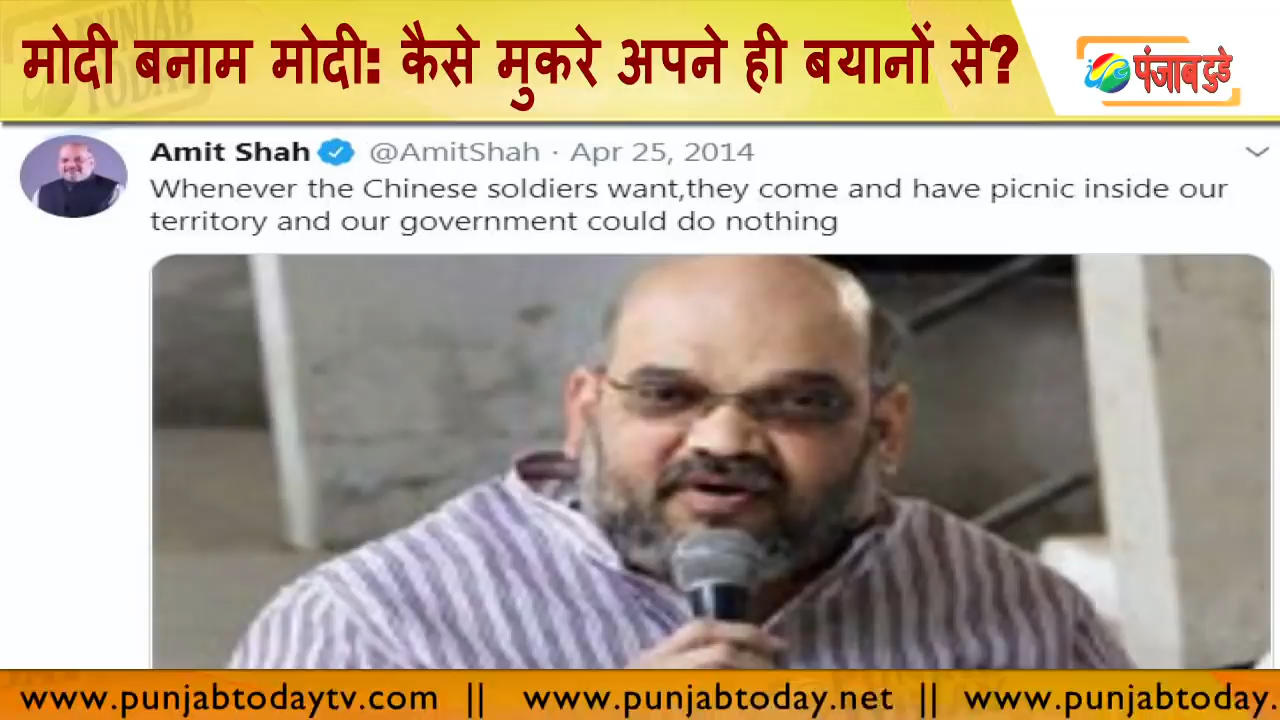 मोदी बनाम मोदी: कैसे मुकरे अपने ही बयानों से?
पंजाब टुडे
Amit Shah @AmitShah · Apr 25, 2014
Whenever the Chinese soldiers want,they come and have picnic inside our
territory and our government could do nothing
www.punjabtodaytv.com || www.punjabtoday.net || www.punjabtoday.